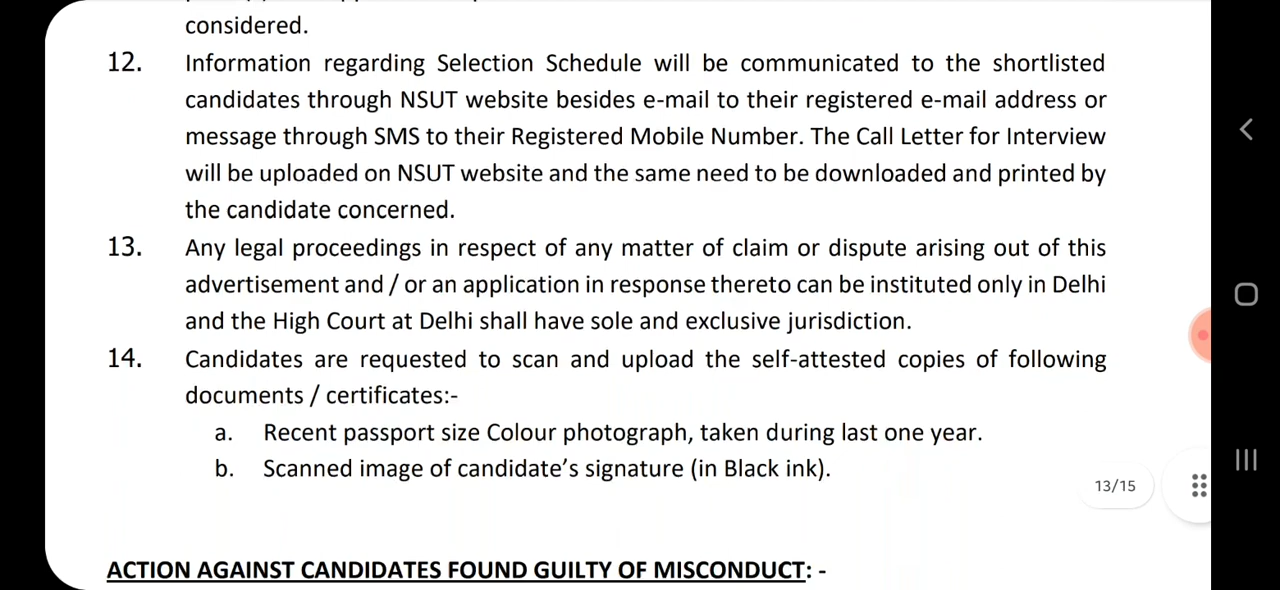 considered.
12. Information regarding Selection Schedule will be communicated to the shortlisted
candidates through NSUT website besides e-mail to their registered e-mail address or
message through SMS to their Registered Mobile Number. The Call Letter for Interview
will be uploaded on NSUT website and the same need to be downloaded and printed by
the candidate concerned.
13. Any legal proceedings in respect of any matter of claim or dispute arising out of this
advertisement and / or an application in response thereto can be instituted only in Delhi
and the High Court at Delhi shall have sole and exclusive jurisdiction.
14. Candidates are requested to scan and upload the self-attested copies of following
documents / certificates:-
a. Recent passport size Colour photograph, taken during last one year.
b. Scanned image of candidate’s signature (in Black ink).
13/15
ACTION AGAINST CANDIDATES FOUND GUILTY OF MISCONDUCT: -